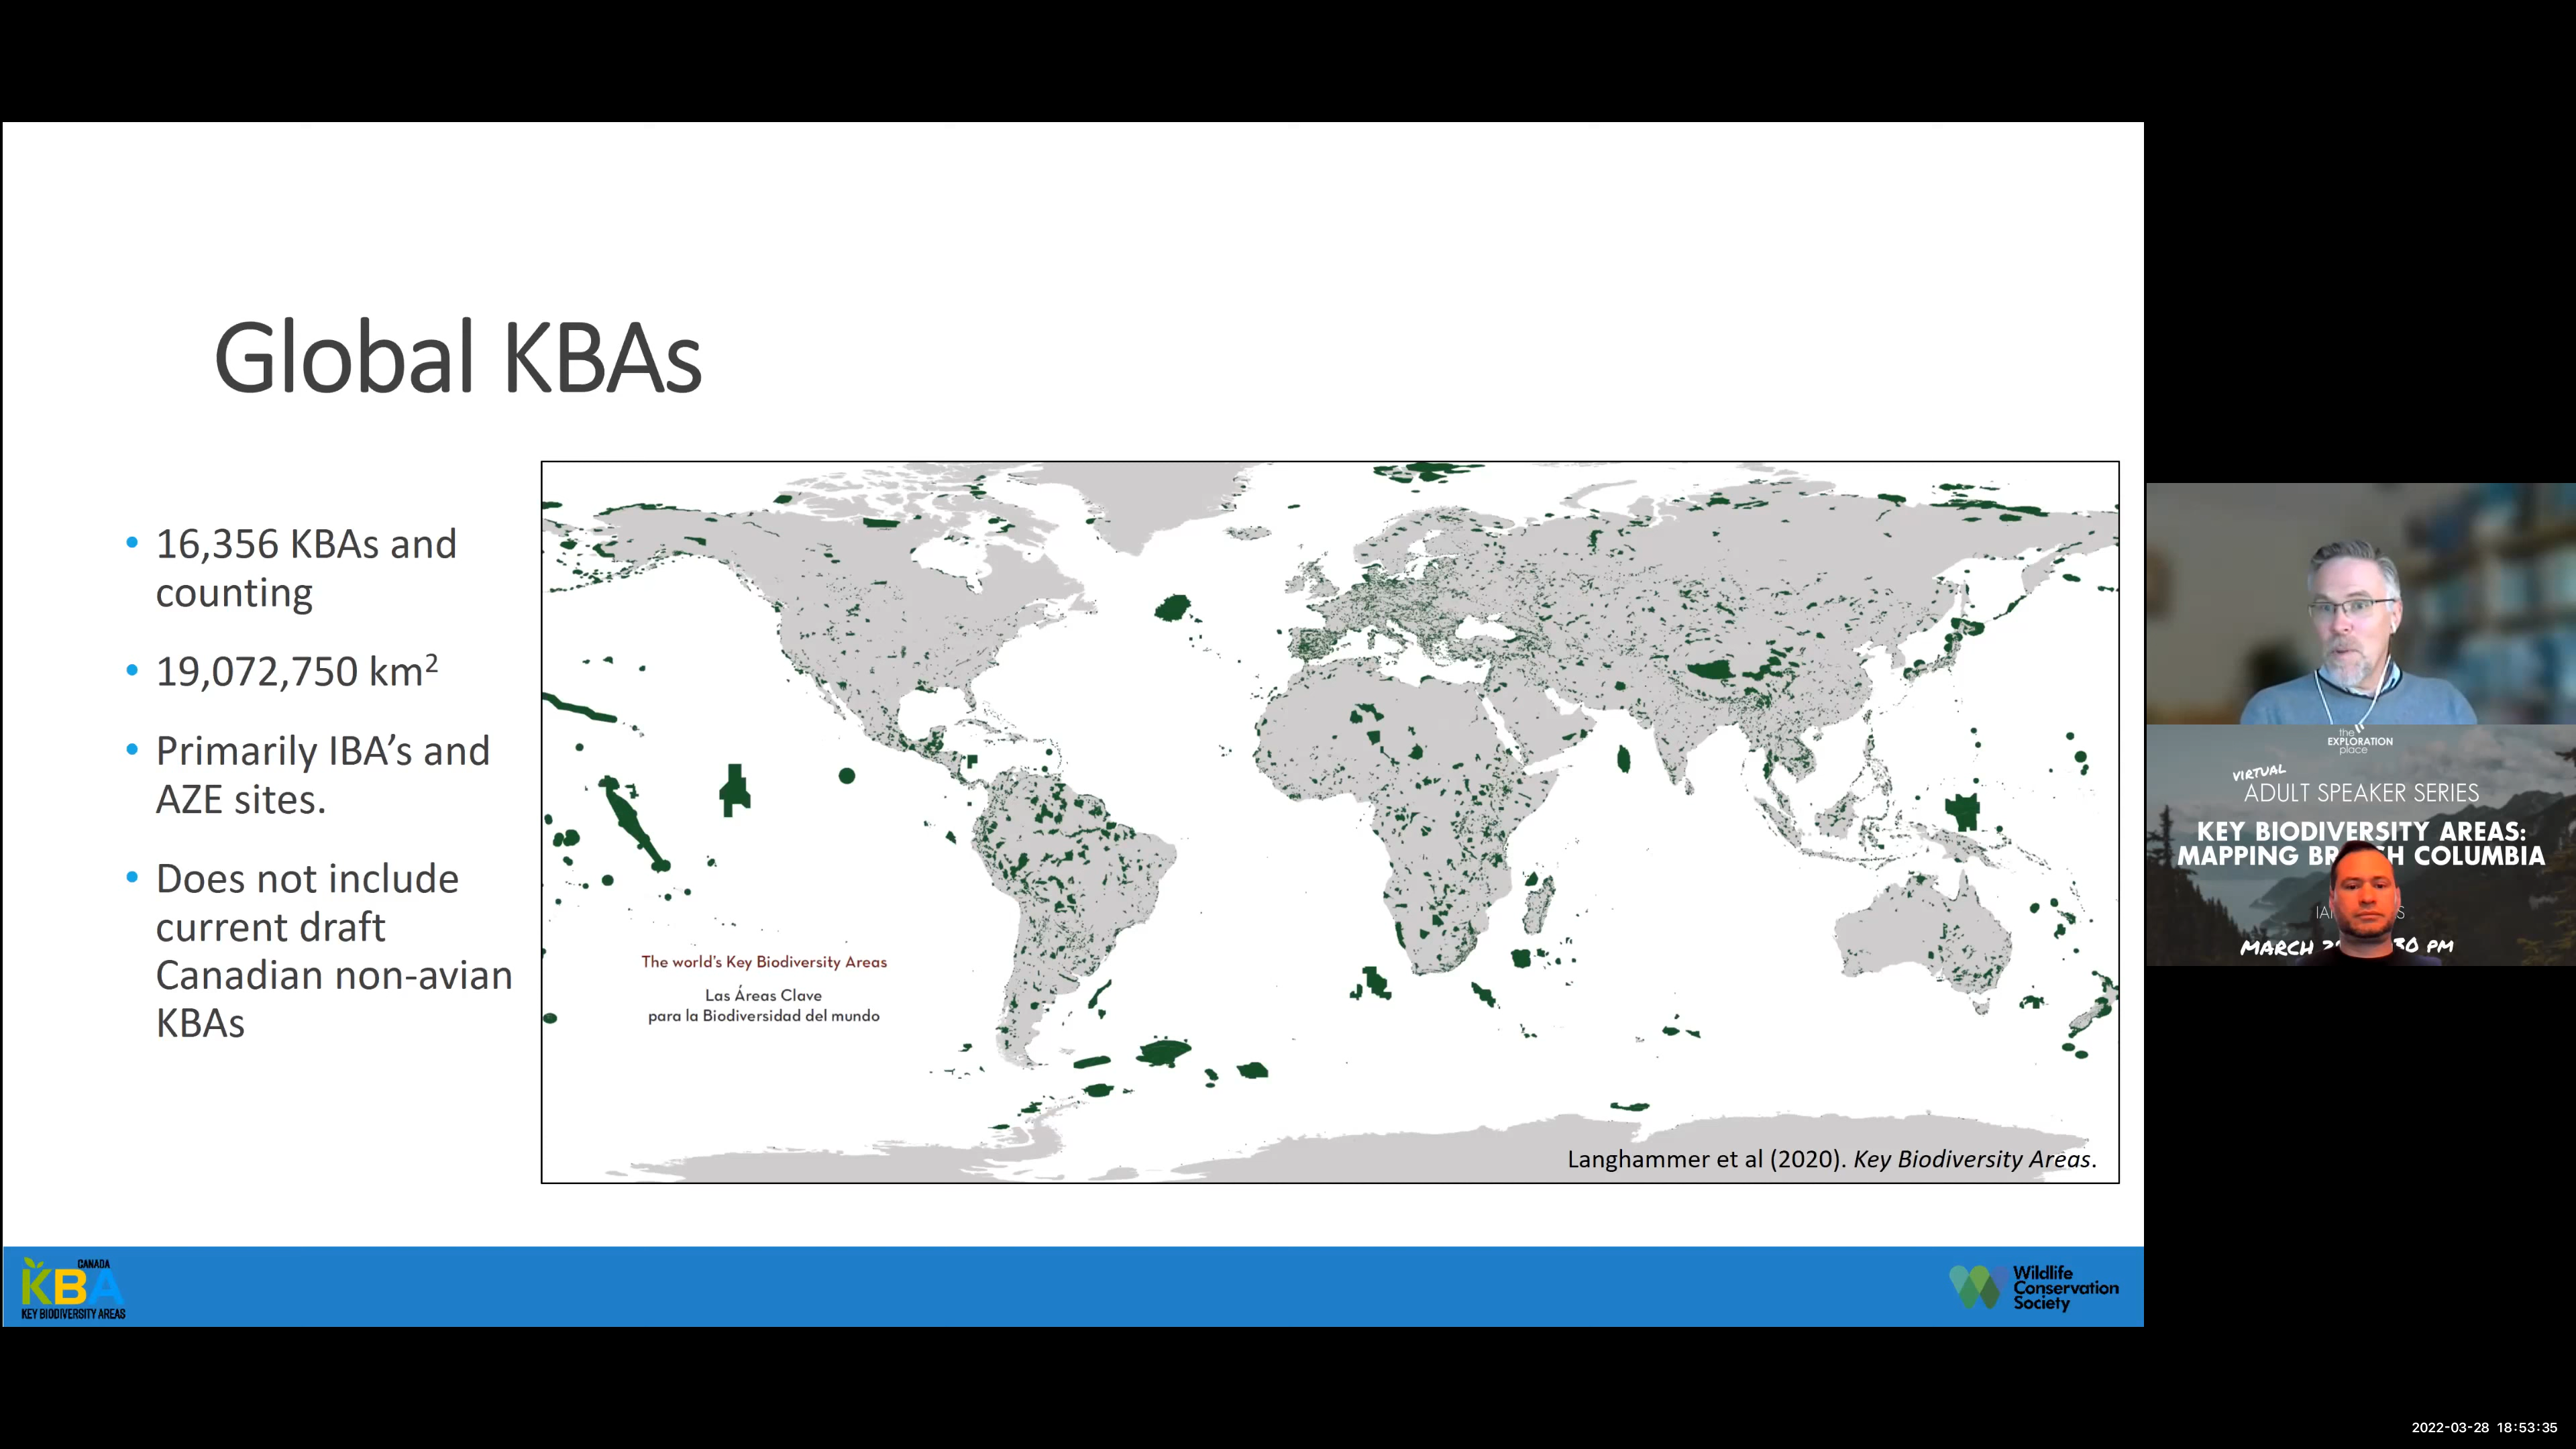 Global KBAs
• 16,356 KBAs and
counting
• 19,072,750 km²
• Primarily IBA's and
AZE sites.
• Does not include
current draft
Canadian non-avian
KBAs
The world's Key Biodiversity Areas
Las Áreas Clave
para la Biodiversidad del mundo
Langhammer et al (2020). Key Biodiversity Areas.
CANADA
KBA
KEY BIODIVERSITY AREAS
Wildlife
Conservation
Society
the
EXPLORATION
place
VIRTUAL
ADULT SPEAKER SERIES
KEY BIODIVERSITY AREAS:
MAPPING COLUMBIA
MARCH PM
2022-03-28 18:53:35